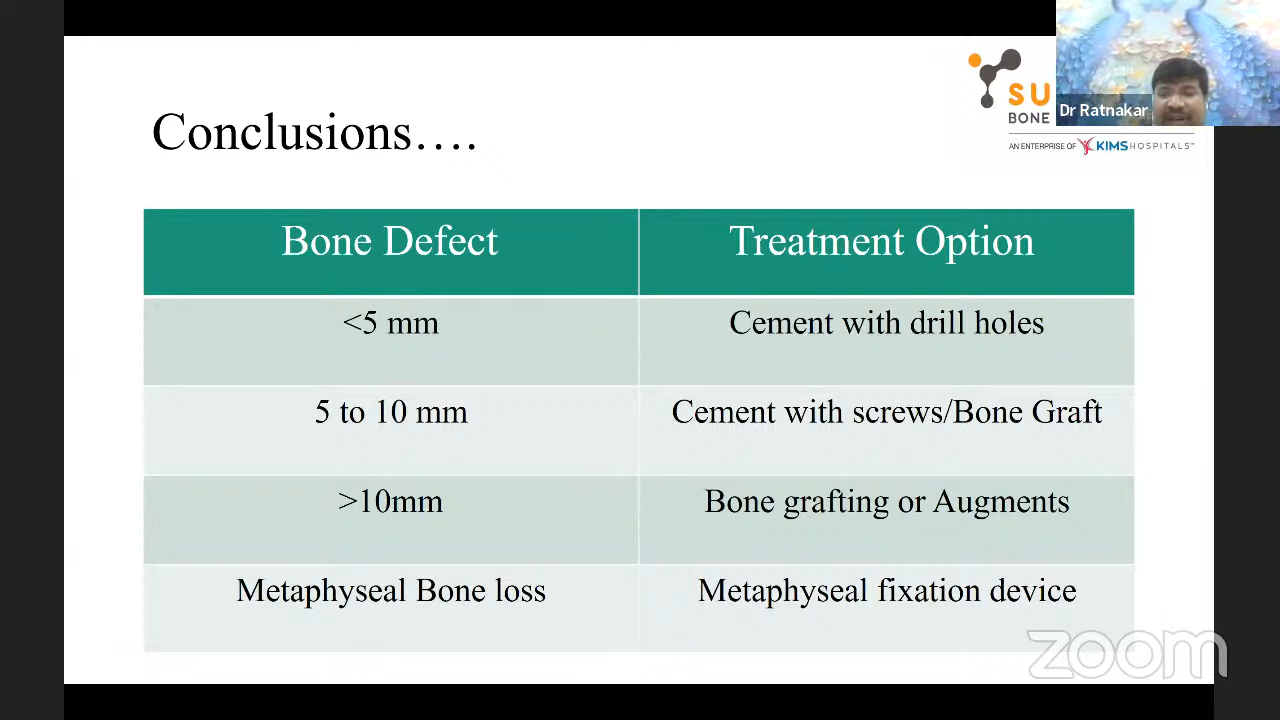 Conclusions….
SU
BONE
AN ENTERPRISE OF KIMSHOSPITALS™
Dr Ratnakar
Bone Defect Treatment Option
<5 mm Cement with drill holes
5 to 10 mm Cement with screws/Bone Graft
>10mm Bone grafting or Augments
Metaphyseal Bone loss Metaphyseal fixation device
zoom